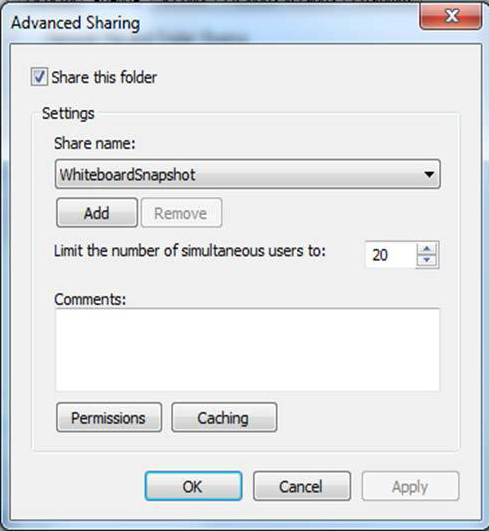 Advanced Sharing
Share this folder
Settings
Share name:
WhiteboardSnapshot
Add Remove
Limit the number of simultaneous users to: 20
Comments:
Permissions Caching
OK Cancel Apply